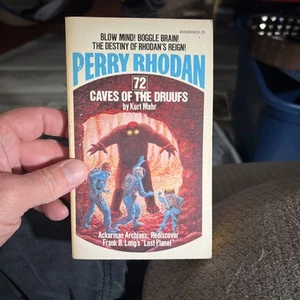 BLOW MIND! BOGGLE BRAIN!
THE DESTINY OF RHODAN'S REIGN!
PERRY RHODAN
72
CAVES OF THE DRUUFS
by Kurt Mahr
Ackerman Archives: Rediscover
Frank B. Long's "Lost Planet"